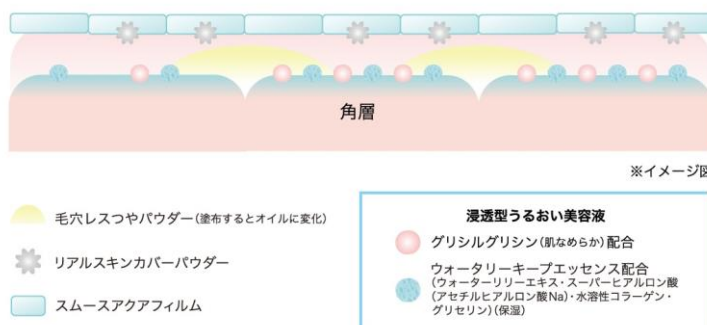 角層
※イメージ図
毛穴レスつやパウダー(塗布するとオイルに変化)
リアルスキンカバーパウダー
スムースアクアフィルム
浸透型うるおい美容液
グリシルグリシン(肌なめらか)配合
ウォータリーキープエッセンス配合
(ウォーターリリーエキス・スーパーヒアルロン酸
(アセチルヒアルロン酸Na)・水溶性コラーゲン・
グリセリン)(保湿)